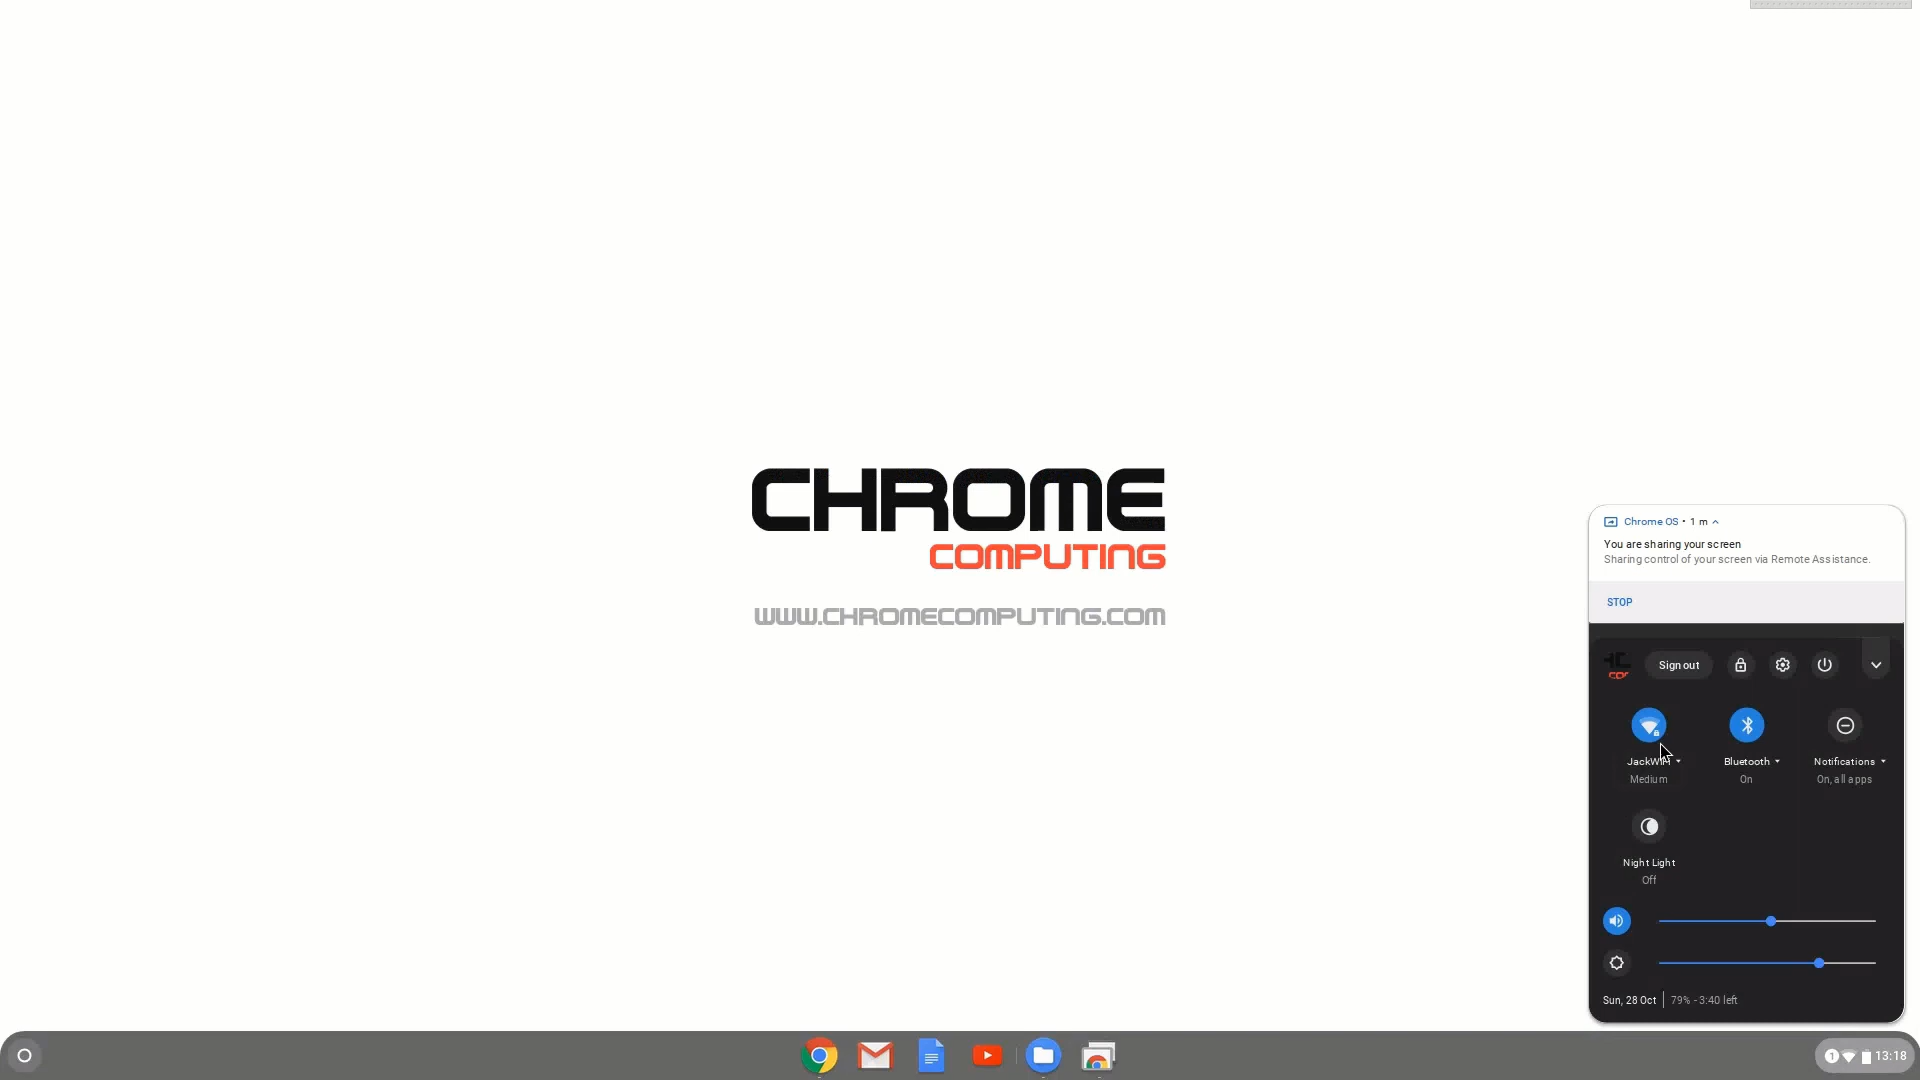 CHROME
COMPUTING
WWW.CHROMECOMPUTING.COM
Chrome OS • 1 m
You are sharing your screen
Sharing control of your screen via Remote Assistance.
STOP
Sign out
Bluetooth
Notifications
Medium
On
On, all apps
Night Light
Off
Sun, 28 Oct
79% - 3:40 left
1
13:18